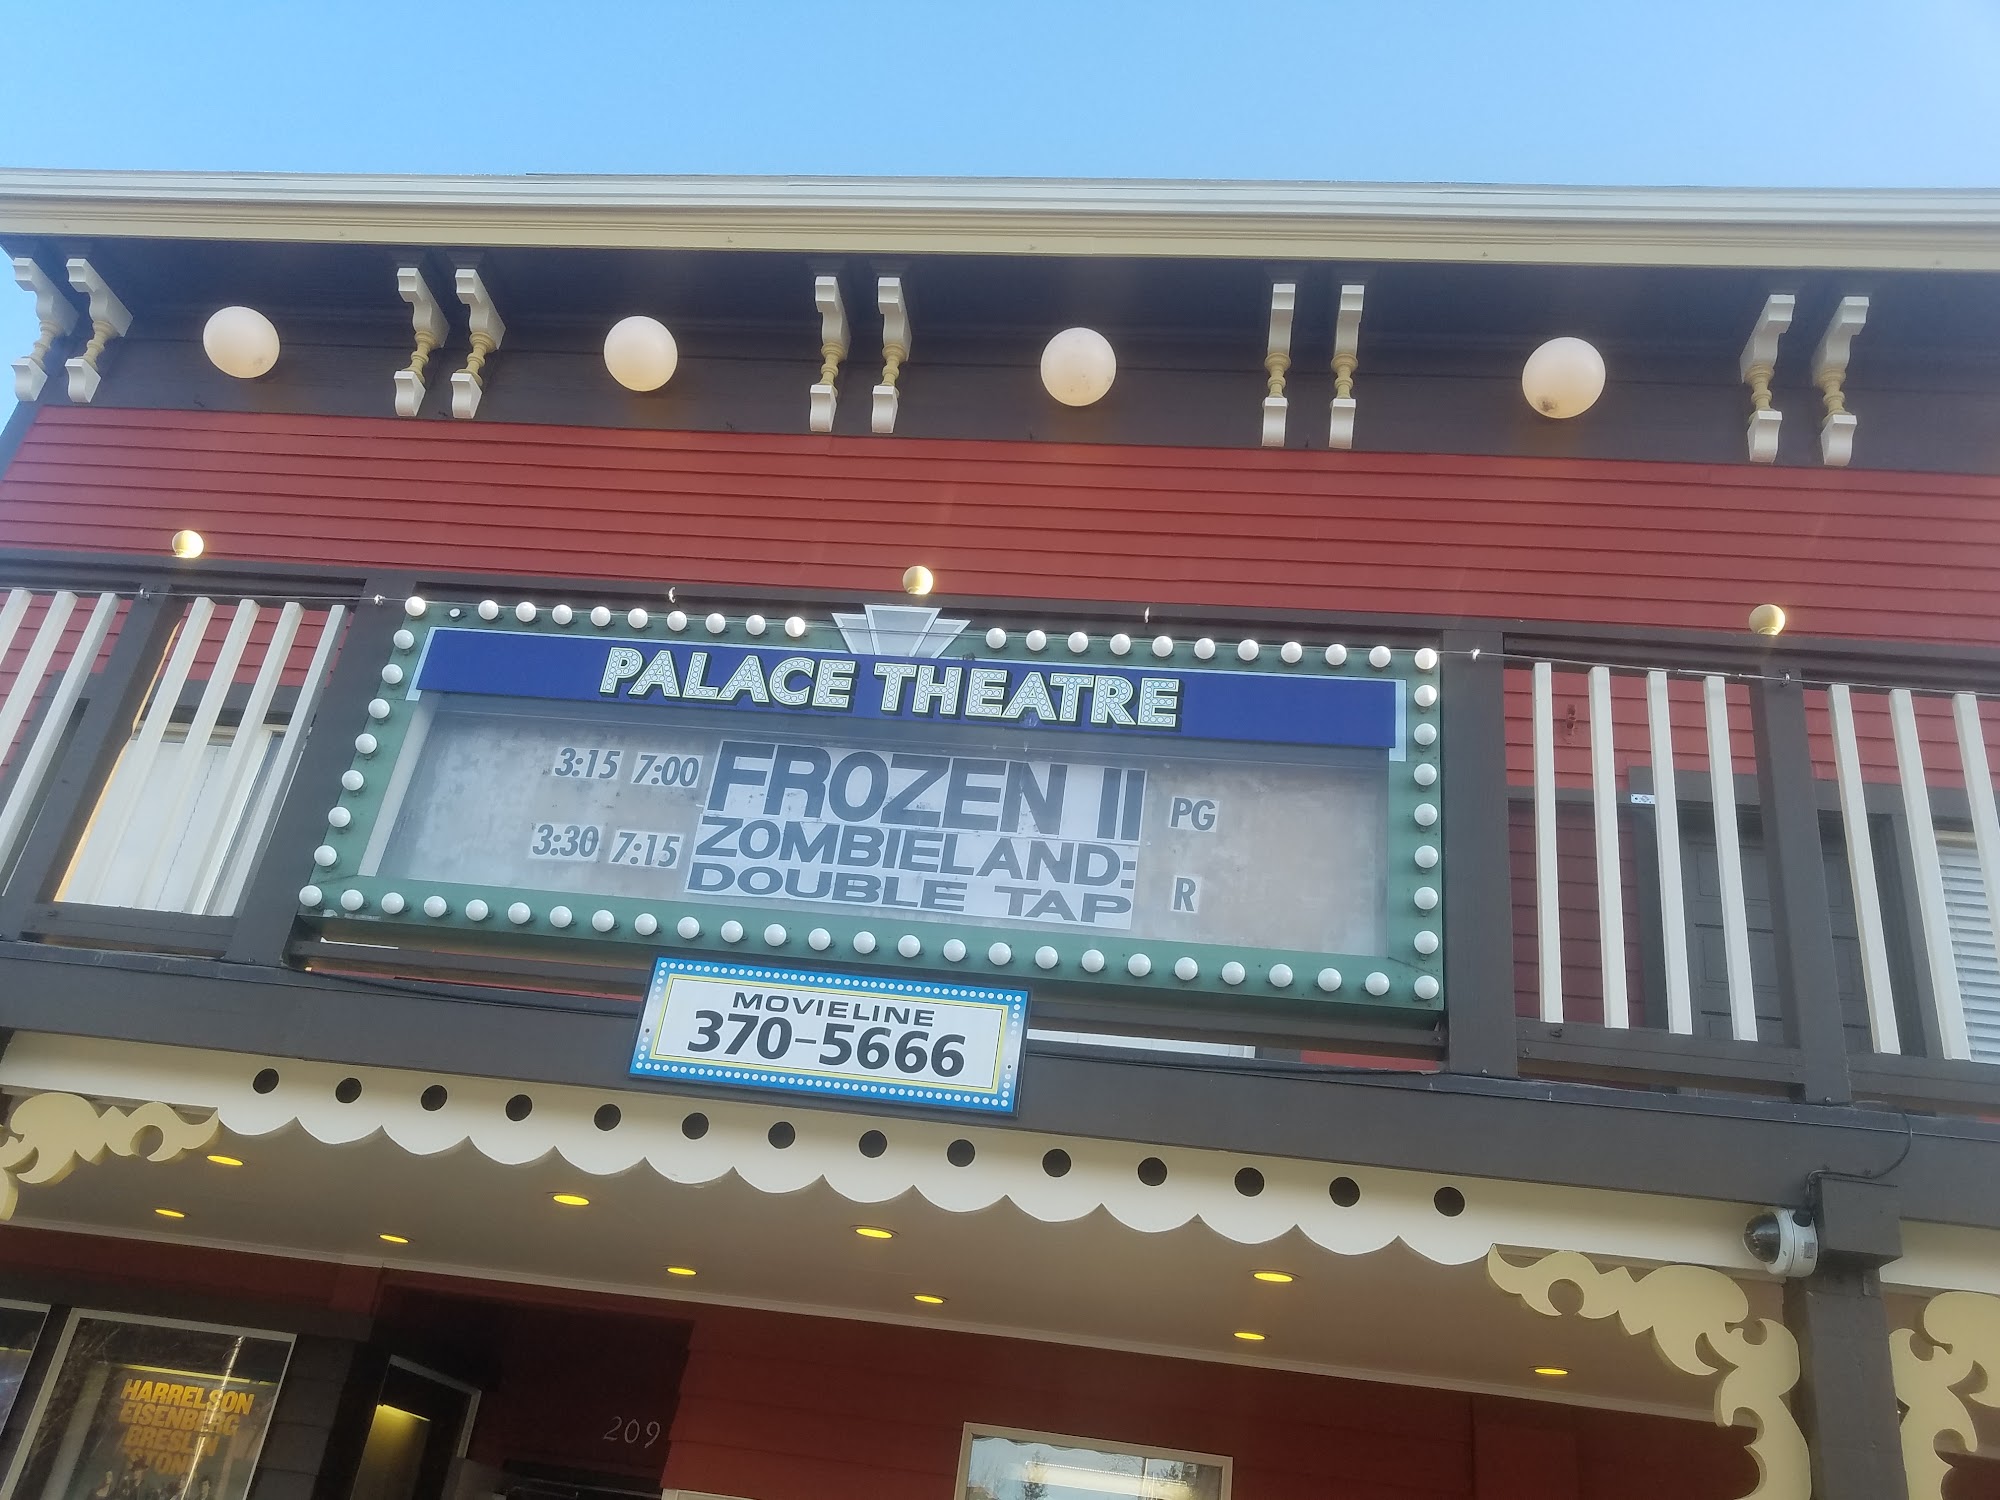 PALACE THEATRE
3:15 7:00 FROZEN II PG
3:30 7:15 ZOMBIELAND:
DOUBLE TAP R
MOVIELINE
370-5666
HARRELSON
EISENBERG
BRESLIN
STONE
209